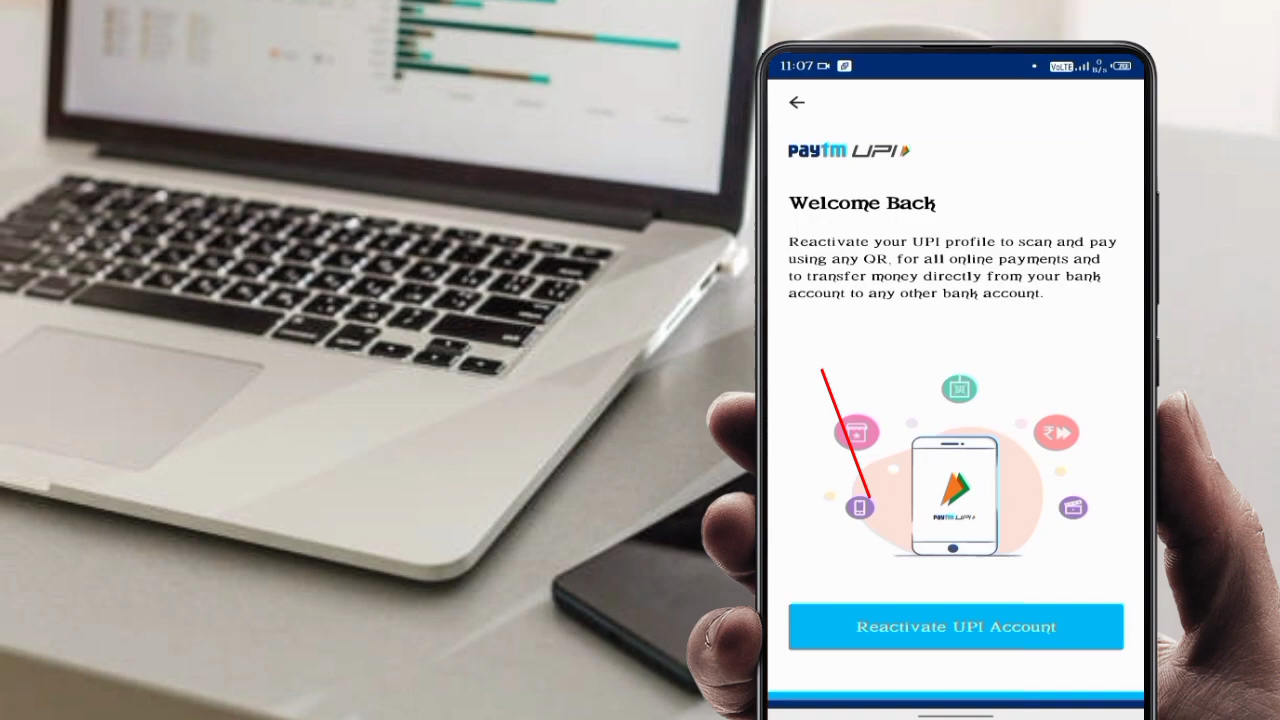 11:07
VoLTE 0 B/s
paytm UPI
Welcome Back
Reactivate your UPI profile to scan and pay
using any QR, for all online payments and
to transfer money directly from your bank
account to any other bank account.
₹
paytm UPI
Reactivate UPI Account